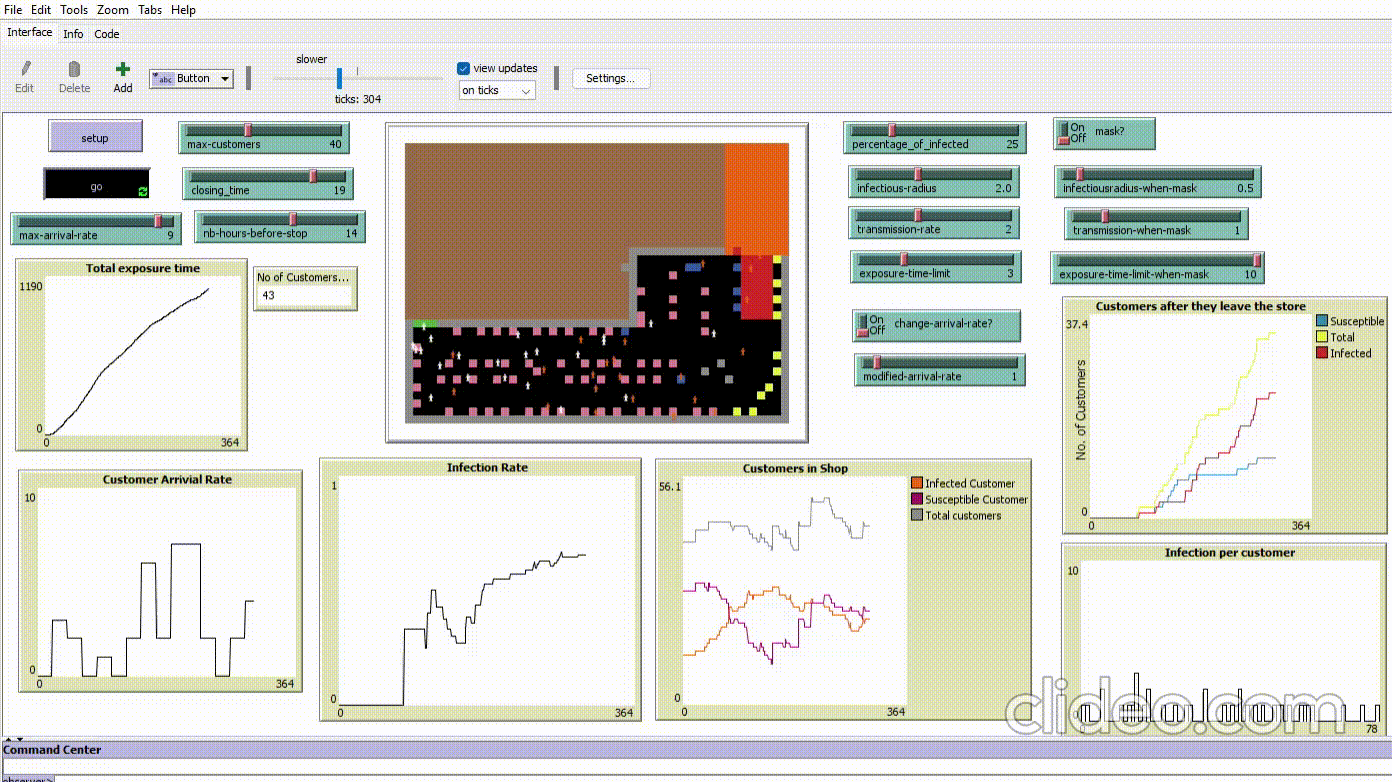 File Edit Tools Zoom Tabs Help
Interface Info Code
Edit Delete Add abc Button
slower
ticks: 304
view updates
on ticks
Settings...
setup
go
max-customers 40
closing_time 19
max-arrival-rate 9
nb-hours-before-stop 14
percentage_of_infected 25
infectious-radius 2.0
transmission-rate 2
exposure-time-limit 3
On
Off
change-arrival-rate?
modified-arrival-rate 1
On
Off
mask?
infectiousradius-when-mask 0.5
transmission-when-mask 1
exposure-time-limit-when-mask 10
Total exposure time
1190
0
0 364
No of Customers...
43
Customers after they leave the store
37.4
No. of Customers
0
0 364
Susceptible
Total
Infected
Customer Arrivial Rate
10
0
0 364
Infection Rate
1
0
0 364
Customers in Shop
56.1
0
0 364
Infected Customer
Susceptible Customer
Total customers
Infection per customer
10
0
78
clideo.com
Command Center
observer>